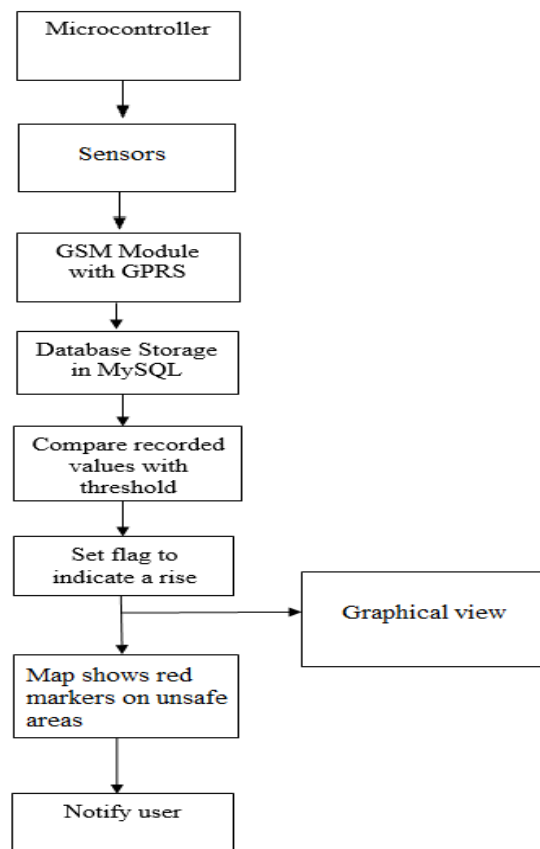 Microcontroller
Sensors
GSM Module
with GPRS
Database Storage
in MySQL
Compare recorded
values with
threshold
Set flag to
indicate a rise
Graphical view
Map shows red
markers on unsafe
areas
Notify user